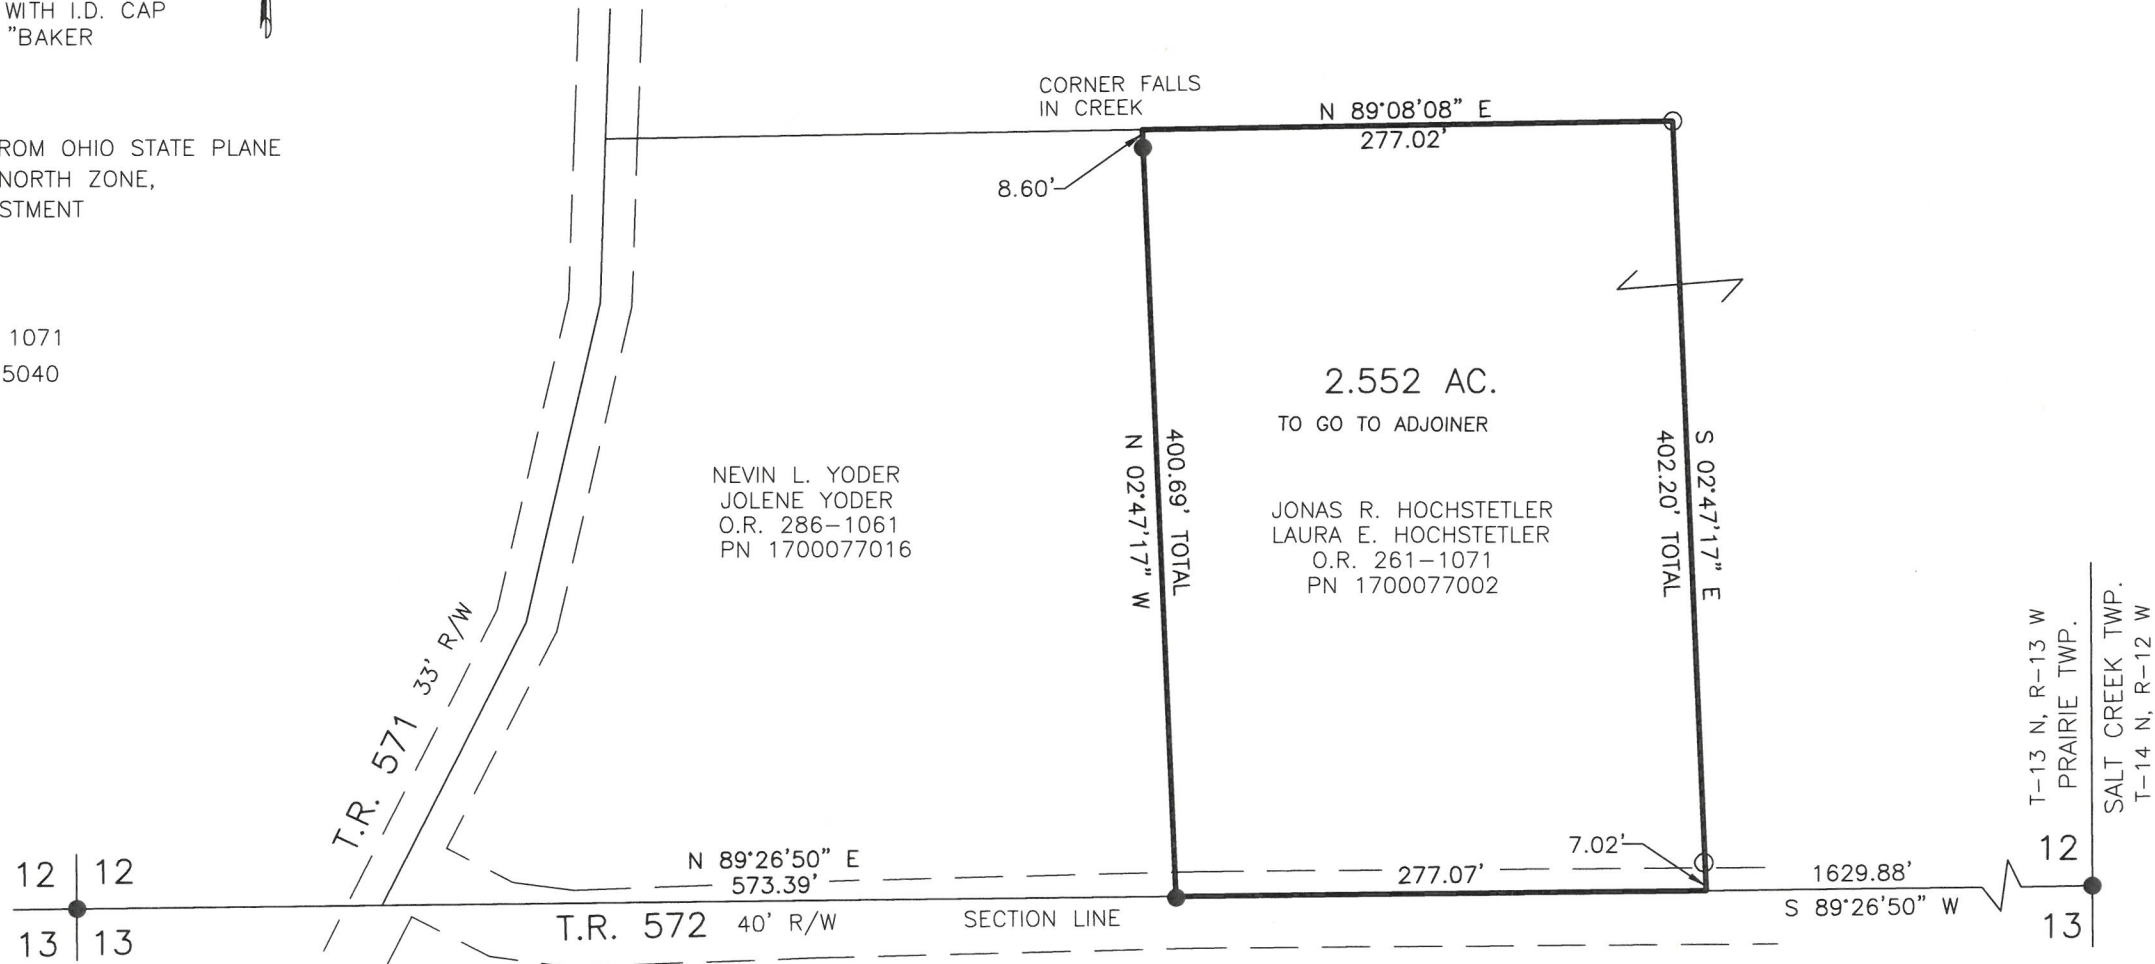 WITH I.D. CAP
"BAKER
ROM OHIO STATE PLANE
NORTH ZONE,
STMENT
1071
5040
CORNER FALLS
IN CREEK
N 89°08'08" E
277.02'
8.60'
2.552 AC.
TO GO TO ADJOINER
N 02°47'17" W
400.69' TOTAL
402.20' TOTAL
S 02°47'17" E
NEVIN L. YODER
JOLENE YODER
O.R. 286-1061
PN 1700077016
JONAS R. HOCHSTETLER
LAURA E. HOCHSTETLER
O.R. 261-1071
PN 1700077002
T.R. 571 33' R/W
T-13 N, R-13 W
PRAIRIE TWP.
SALT CREEK TWP.
T-14 N, R-12 W
12 12
13 13
N 89°26'50" E
573.39'
T.R. 572 40' R/W
SECTION LINE
277.07'
7.02'
1629.88'
S 89°26'50" W
12
13